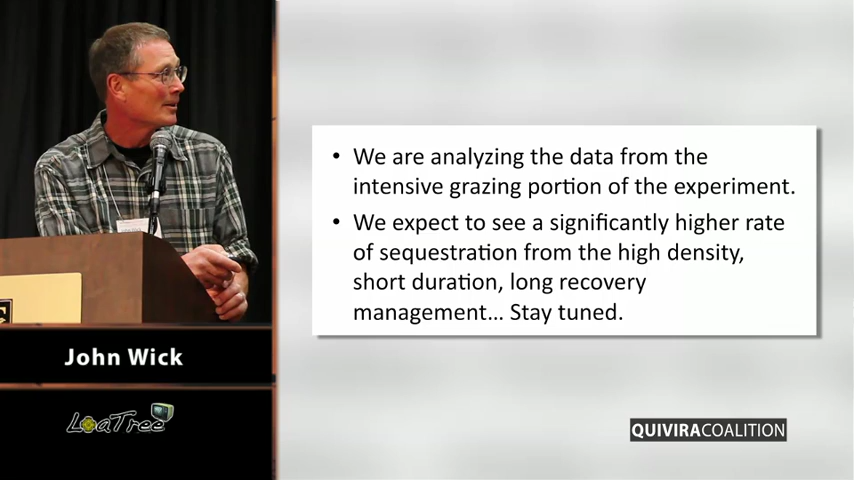 • We are analyzing the data from the
intensive grazing portion of the experiment.
• We expect to see a significantly higher rate
of sequestration from the high density,
short duration, long recovery
management... Stay tuned.
John Wick
LoaTree
QUIVIRACOALITION